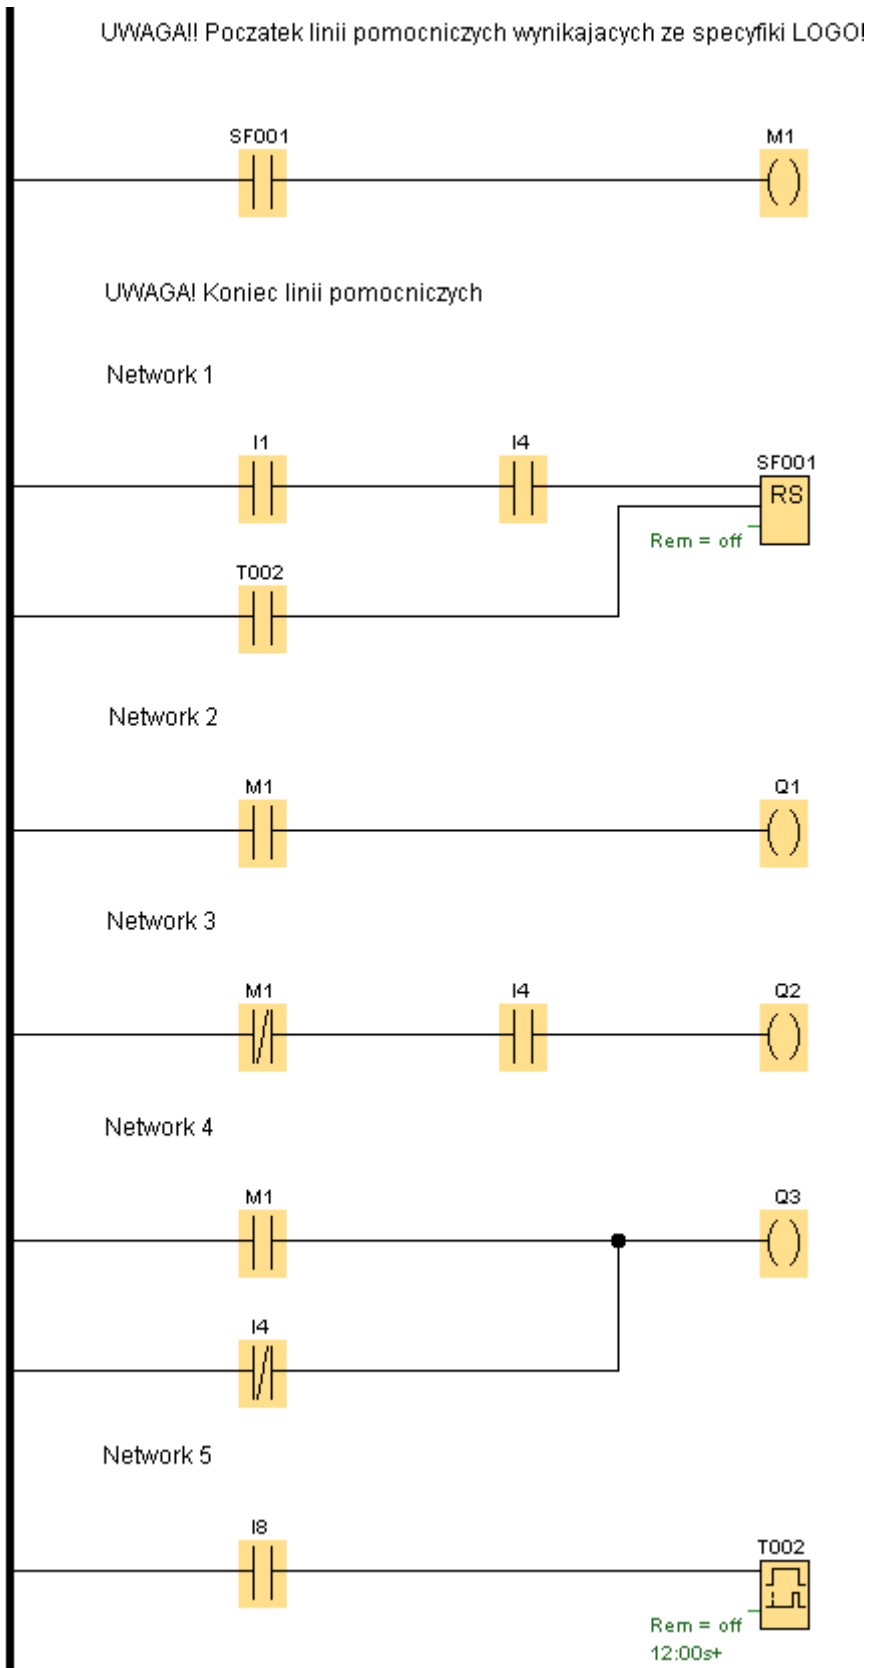 UWAGA!! Poczatek linii pomocniczych wynikajacych ze specyfiki LOGO!
SF001 M1
UWAGA! Koniec linii pomocniczych
Network 1
I1 I4 SF001
RS
Rem = off
T002
Network 2
M1 Q1
Network 3
M1 I4 Q2
Network 4
M1 Q3
I4
Network 5
I8 T002
Rem = off
12:00s+